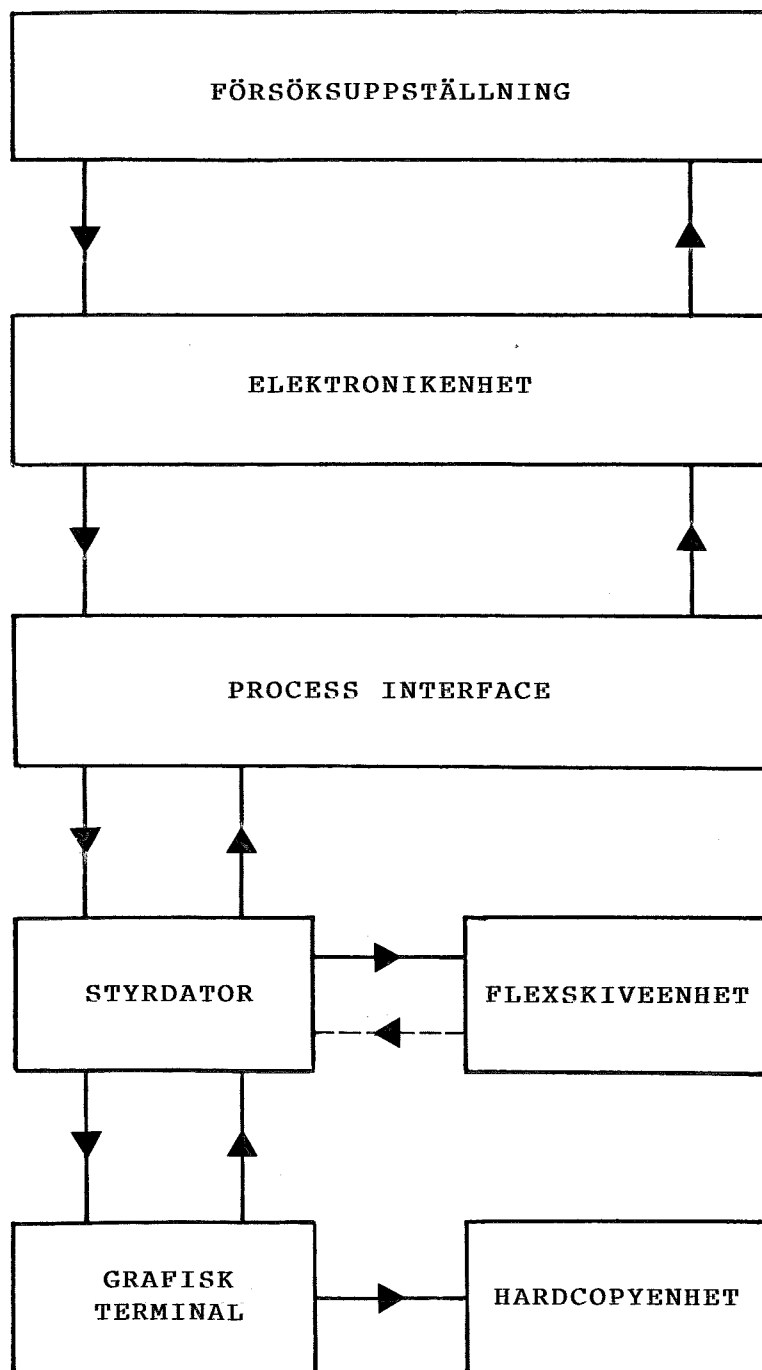 FÖRSÖKSUPPSTÄLLNING
ELEKTRONIKENHET
PROCESS INTERFACE
STYRDATOR
FLEXSKIVEENHET
GRAFISK
TERMINAL
HARDCOPYENHET